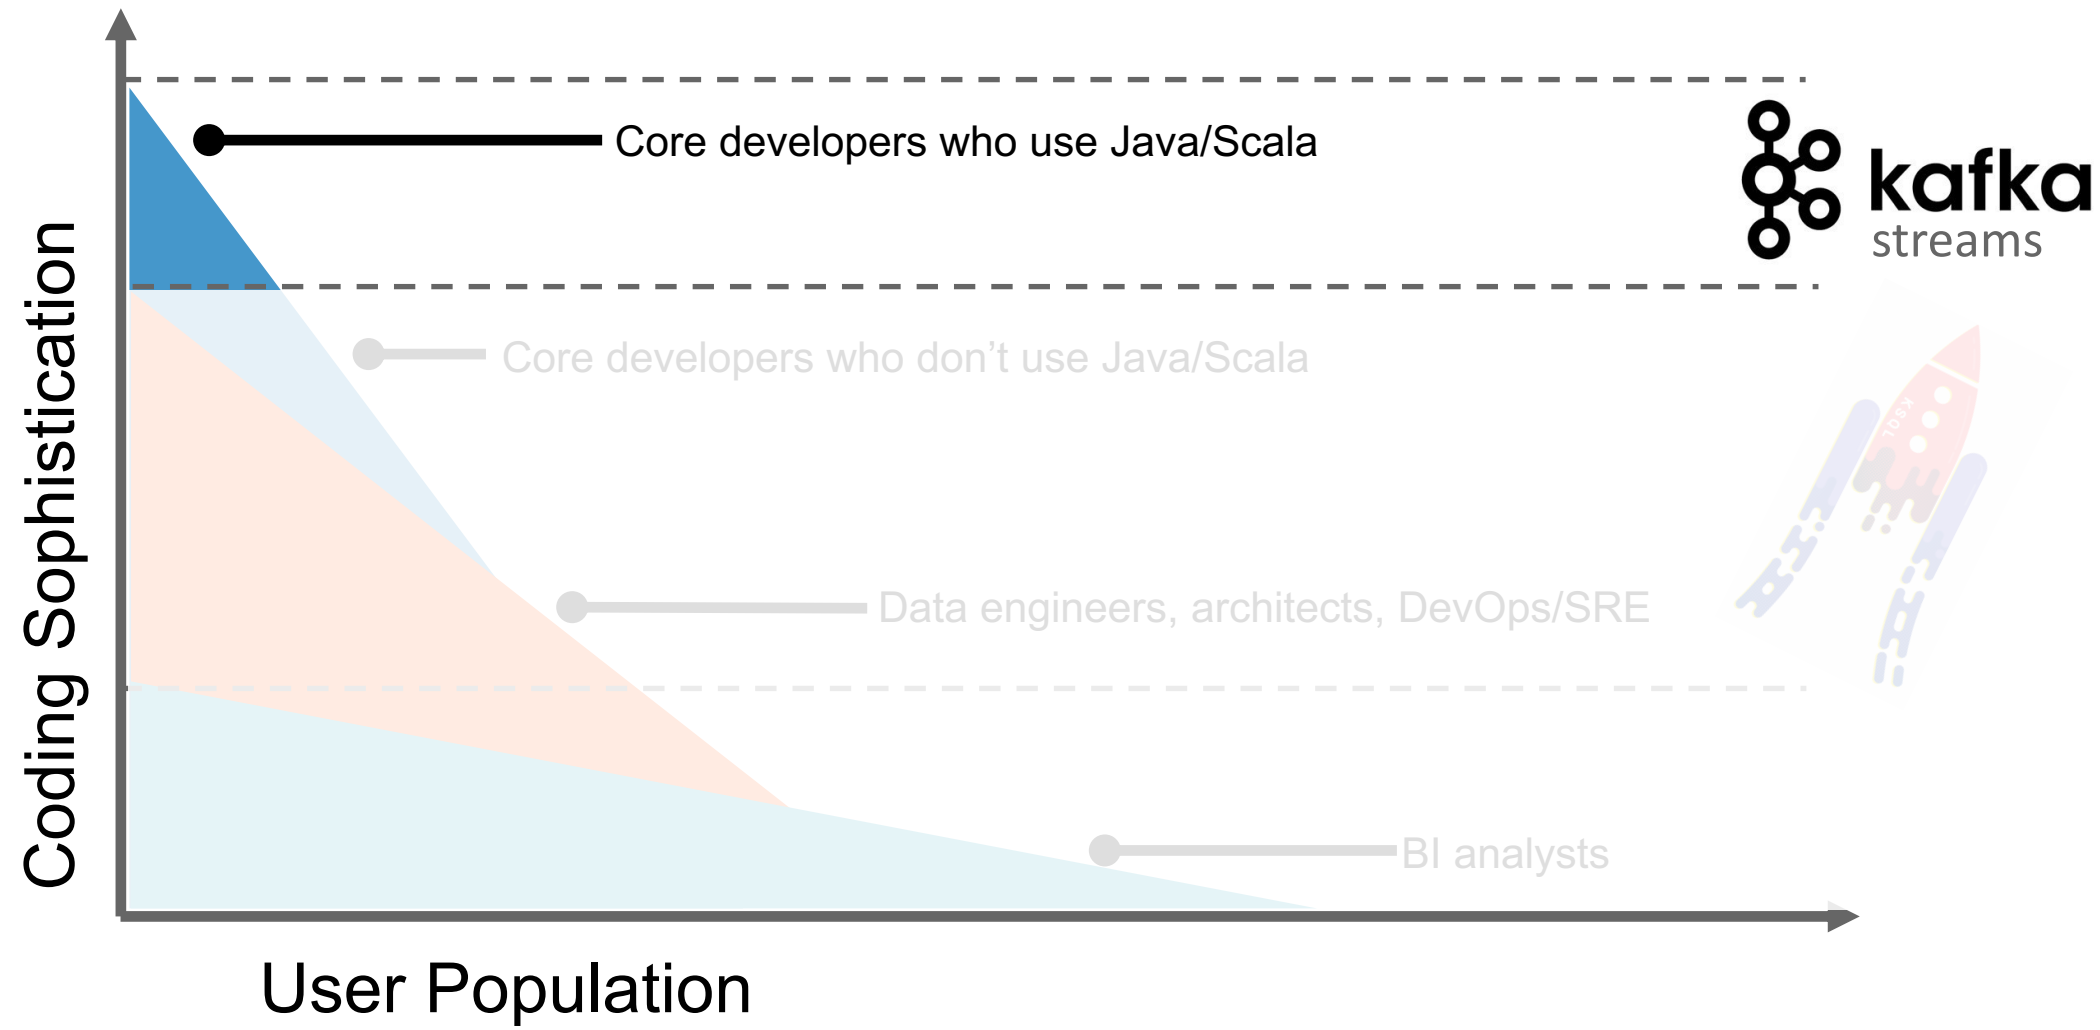 Core developers who use Java/Scala
kafka
streams
Core developers who don’t use Java/Scala
KSQL
Data engineers, architects, DevOps/SRE
BI analysts
Coding Sophistication
User Population